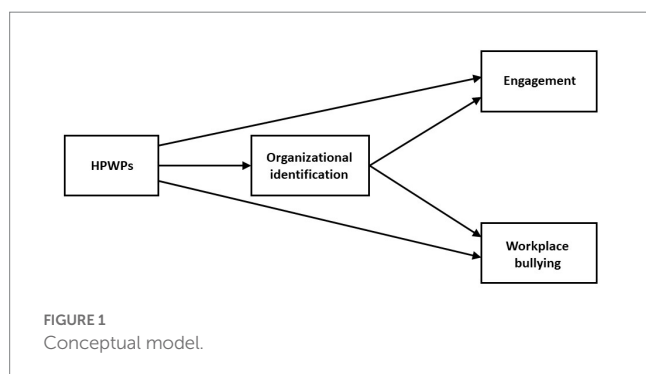 Engagement
HPWPs
Organizational
identification
Workplace
bullying
FIGURE 1
Conceptual model.